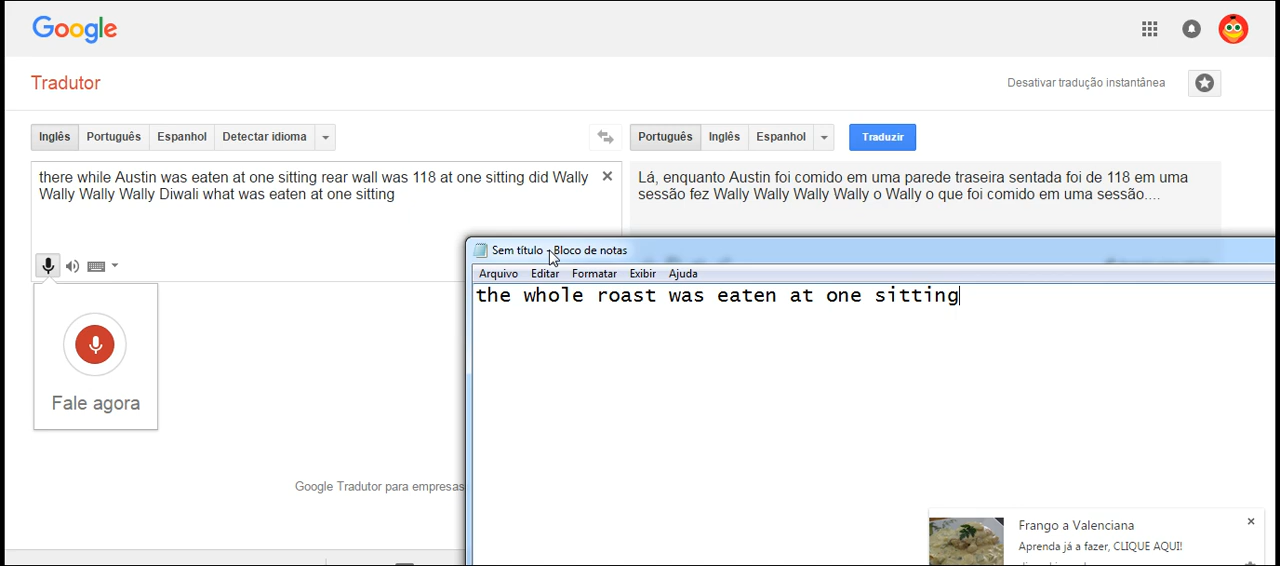 Google
Tradutor
Desativar tradução instantânea
Inglês Português Espanhol Detectar idioma
Português Inglês Espanhol Traduzir
there while Austin was eaten at one sitting rear wall was 118 at one sitting did Wally
Wally Wally Wally Diwali what was eaten at one sitting
Lá, enquanto Austin foi comido em uma parede traseira sentada foi de 118 em uma
sessão fez Wally Wally Wally Wally o Wally o que foi comido em uma sessão....
Fale agora
Google Tradutor para empresas
Sem título - Bloco de notas
Arquivo Editar Formatar Exibir Ajuda
the whole roast was eaten at one sitting
Frango a Valenciana
Aprenda já a fazer, CLIQUE AQUI!